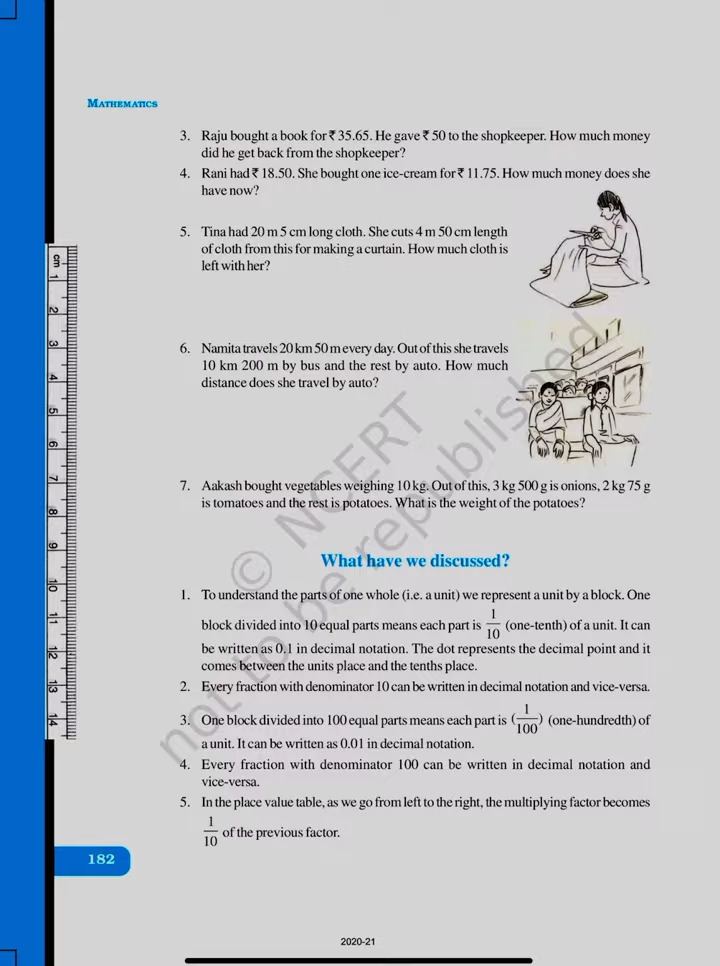 MATHEMATICS
3. Raju bought a book for ₹ 35.65. He gave ₹ 50 to the shopkeeper. How much money
did he get back from the shopkeeper?
4. Rani had ₹ 18.50. She bought one ice-cream for ₹ 11.75. How much money does she
have now?
5. Tina had 20 m 5 cm long cloth. She cuts 4 m 50 cm length
of cloth from this for making a curtain. How much cloth is
left with her?
6. Namita travels 20 km 50 m every day. Out of this she travels
10 km 200 m by bus and the rest by auto. How much
distance does she travel by auto?
7. Aakash bought vegetables weighing 10 kg. Out of this, 3 kg 500 g is onions, 2 kg 75 g
is tomatoes and the rest is potatoes. What is the weight of the potatoes?
What have we discussed?
1. To understand the parts of one whole (i.e. a unit) we represent a unit by a block. One
block divided into 10 equal parts means each part is 1/10 (one-tenth) of a unit. It can
be written as 0.1 in decimal notation. The dot represents the decimal point and it
comes between the units place and the tenths place.
2. Every fraction with denominator 10 can be written in decimal notation and vice-versa.
3. One block divided into 100 equal parts means each part is (1/100) (one-hundredth) of
a unit. It can be written as 0.01 in decimal notation.
4. Every fraction with denominator 100 can be written in decimal notation and
vice-versa.
5. In the place value table, as we go from left to the right, the multiplying factor becomes
1/10 of the previous factor.
182
2020-21
cm 1 2 3 4 5 6 7 8 9 10 11 12 13 14
© NCERT
not to be republished